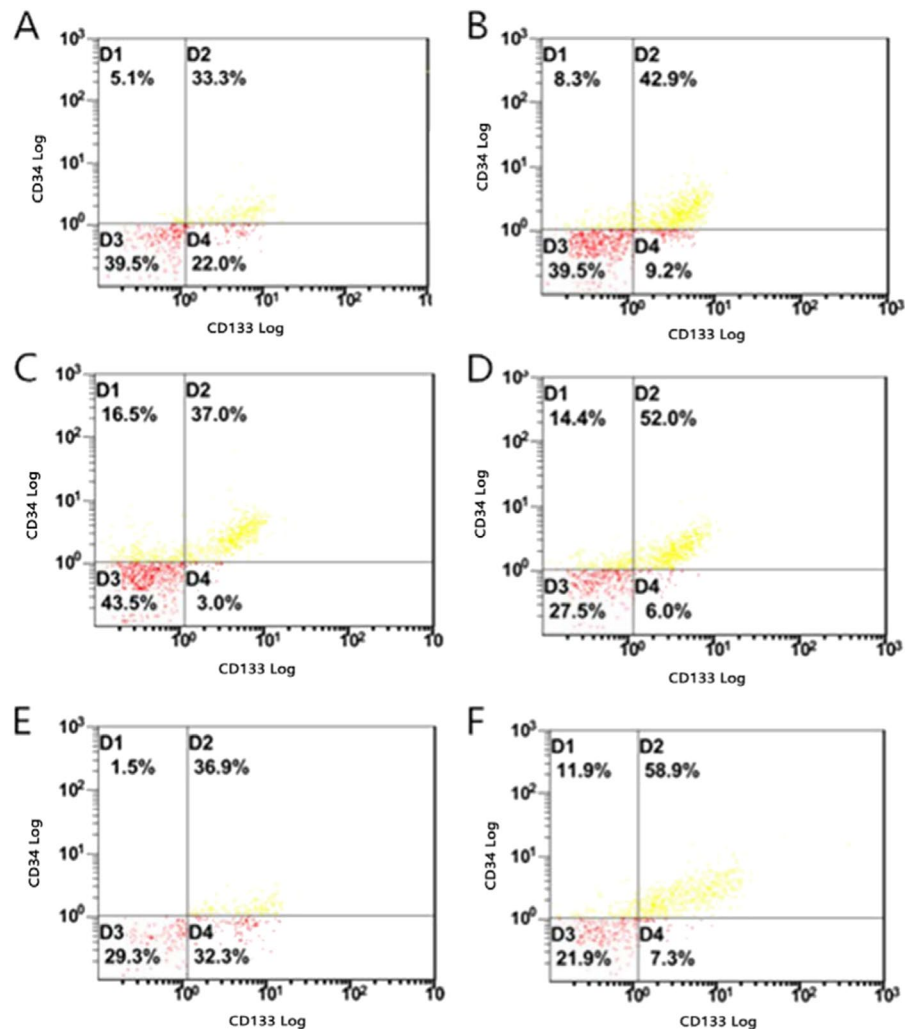 A
10³
10²
10¹
10⁰
CD34 Log
D1
5.1%
D2
33.3%
D3
39.5%
D4
22.0%
10⁰ 10¹ 10² 1(
CD133 Log
B
10³
10²
10¹
10⁰
CD34 Log
D1
8.3%
D2
42.9%
D3
39.5%
D4
9.2%
10⁰ 10¹ 10² 10³
CD133 Log
C
10³
10²
10¹
10⁰
CD34 Log
D1
16.5%
D2
37.0%
D3
43.5%
D4
3.0%
10⁰ 10¹ 10² 10
CD133 Log
D
10³
10²
10¹
10⁰
CD34 Log
D1
14.4%
D2
52.0%
D3
27.5%
D4
6.0%
10⁰ 10¹ 10² 10³
CD133 Log
E
10³
10²
10¹
10⁰
CD34 Log
D1
1.5%
D2
36.9%
D3
29.3%
D4
32.3%
10⁰ 10¹ 10² 10
CD133 Log
F
10³
10²
10¹
10⁰
CD34 Log
D1
11.9%
D2
58.9%
D3
21.9%
D4
7.3%
10⁰ 10¹ 10² 10³
CD133 Log